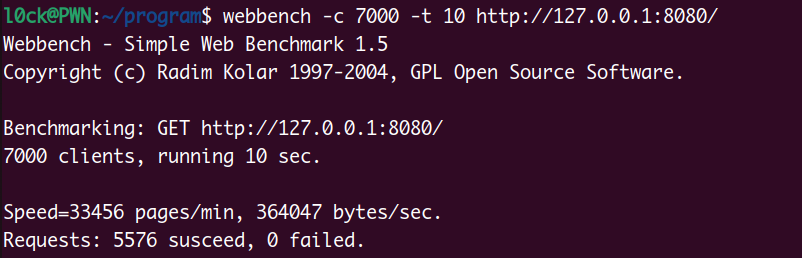 l0ck@PWN:~/program$ webbench -c 7000 -t 10 http://127.0.0.1:8080/
Webbench - Simple Web Benchmark 1.5
Copyright (c) Radim Kolar 1997-2004, GPL Open Source Software.
Benchmarking: GET http://127.0.0.1:8080/
7000 clients, running 10 sec.
Speed=33456 pages/min, 364047 bytes/sec.
Requests: 5576 susceed, 0 failed.